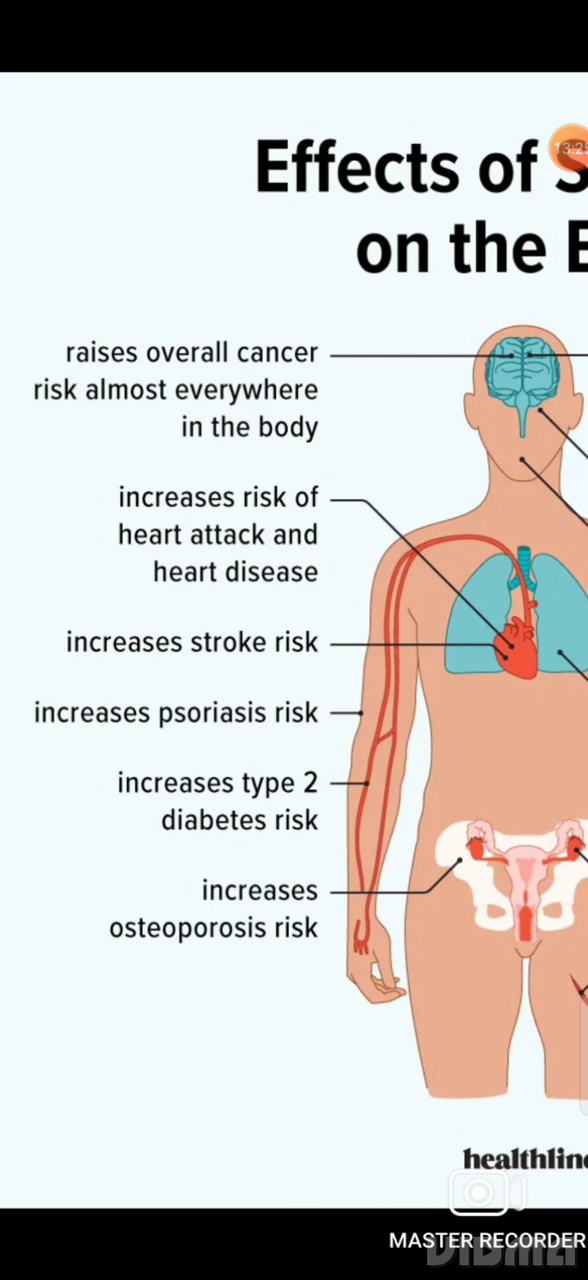 Effects of S
on the B
raises overall cancer
risk almost everywhere
in the body
increases risk of
heart attack and
heart disease
increases stroke risk
increases psoriasis risk
increases type 2
diabetes risk
increases
osteoporosis risk
healthline
MASTER RECORDER